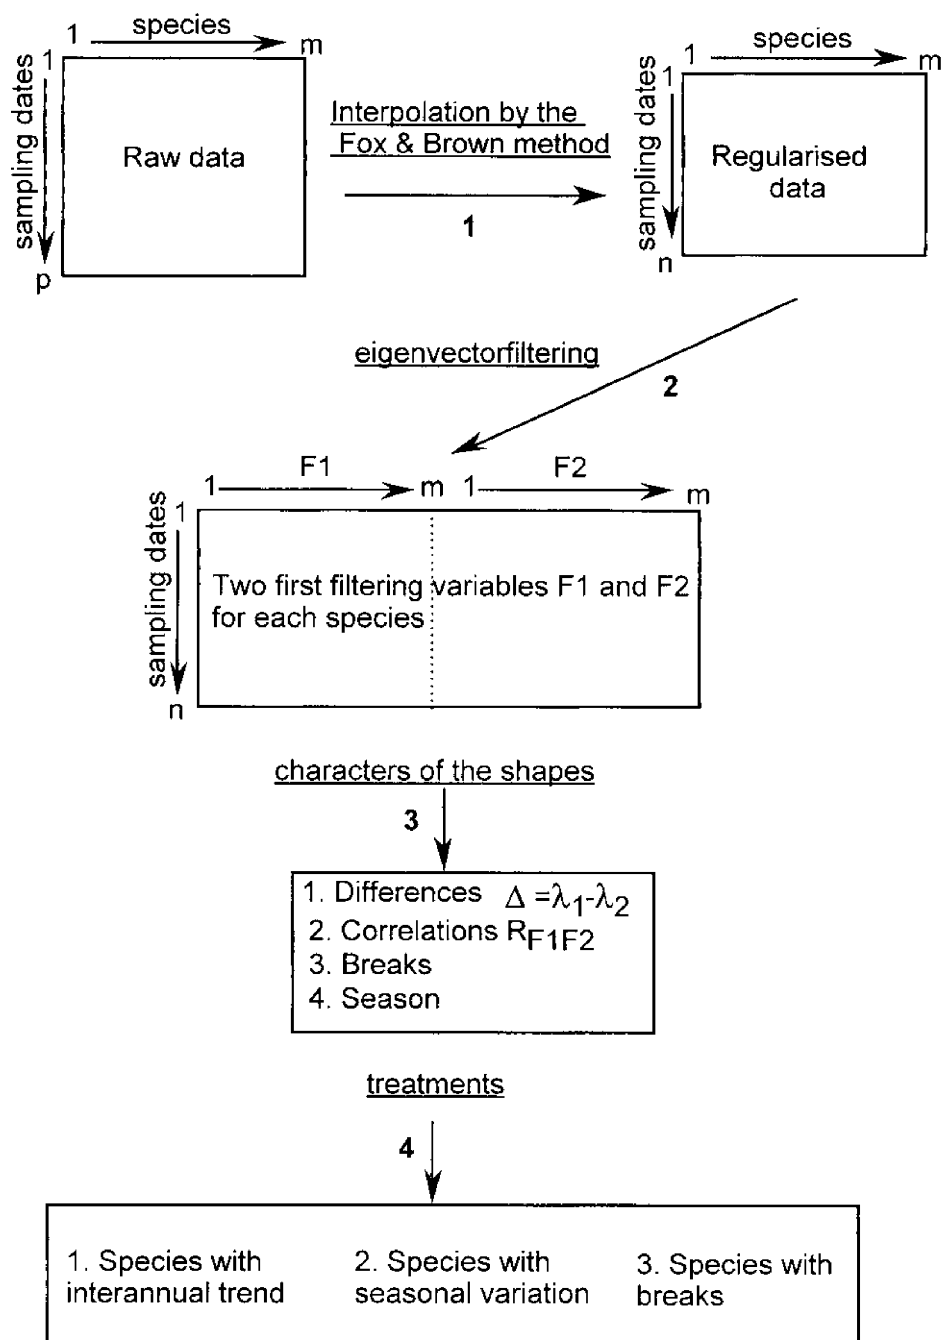 species
1 m
1
sampling dates
p
Raw data
Interpolation by the
Fox & Brown method
1
species
1 m
1
sampling dates
n
Regularised
data
eigenvectorfiltering
2
F1 F2
1 m 1 m
1
sampling dates
n
Two first filtering variables F1 and F2
for each species
characters of the shapes
3
1. Differences Δ =λ1-λ2
2. Correlations RF1F2
3. Breaks
4. Season
treatments
4
1. Species with
interannual trend
2. Species with
seasonal variation
3. Species with
breaks